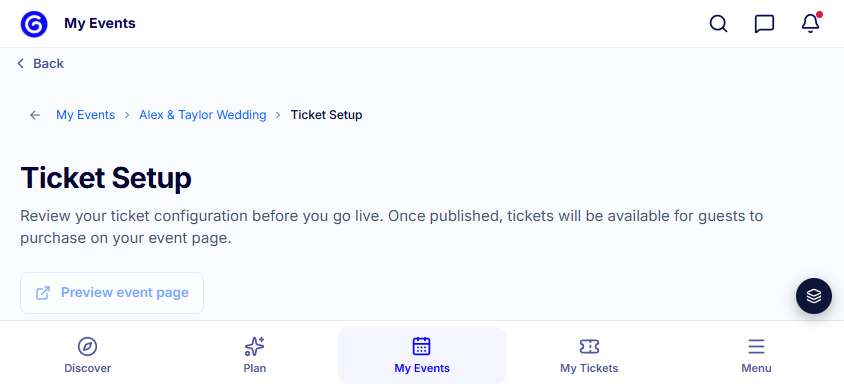 My Events
Back
My Events > Alex & Taylor Wedding > Ticket Setup
Ticket Setup
Review your ticket configuration before you go live. Once published, tickets will be available for guests to
purchase on your event page.
Preview event page
Discover
Plan
My Events
My Tickets
Menu